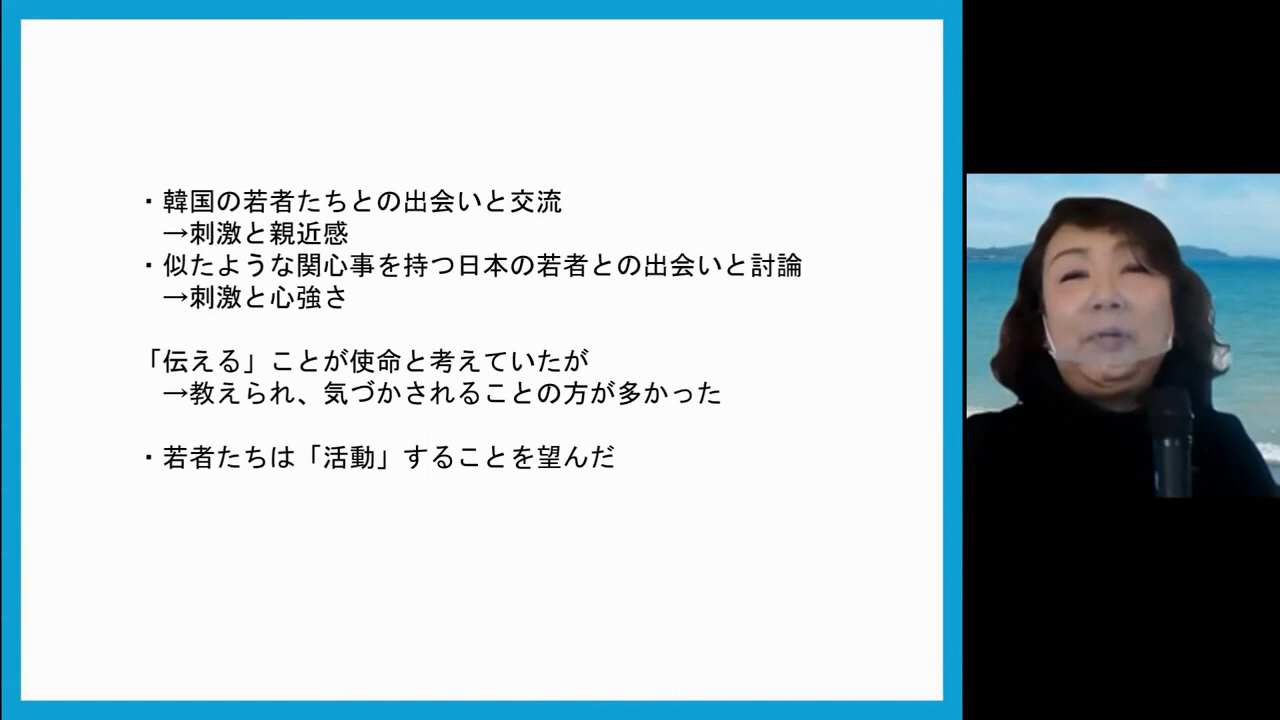 ・韓国の若者たちとの出会いと交流
→刺激と親近感
・似たような関心事を持つ日本の若者との出会いと討論
→刺激と心強さ
「伝える」ことが使命と考えていたが
→教えられ、気づかされることの方が多かった
・若者たちは「活動」することを望んだ